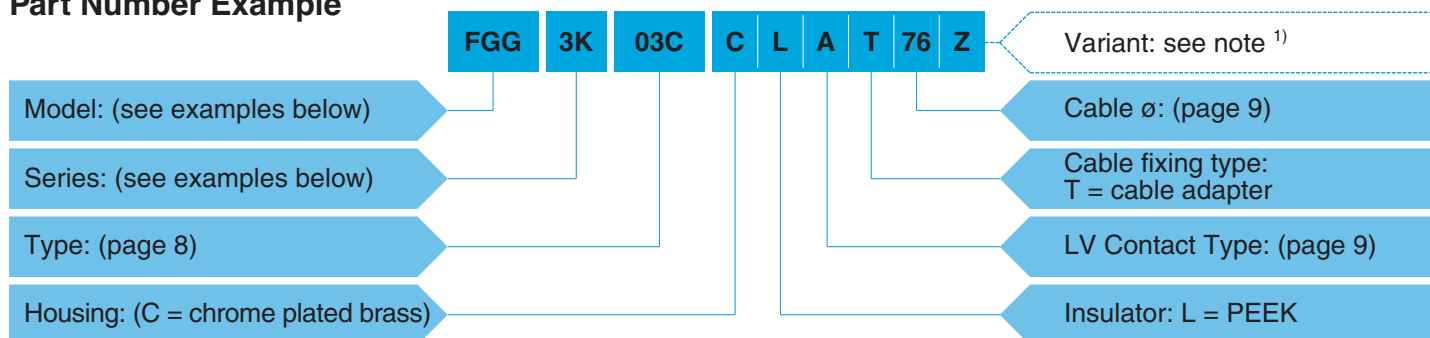 Part Number Example
FGG 3K 03C C L A T 76 Z
Variant: see note 1)
Model: (see examples below)
Cable ø: (page 9)
Series: (see examples below)
Cable fixing type:
T = cable adapter
Type: (page 8)
LV Contact Type: (page 9)
Housing: (C = chrome plated brass)
Insulator: L = PEEK